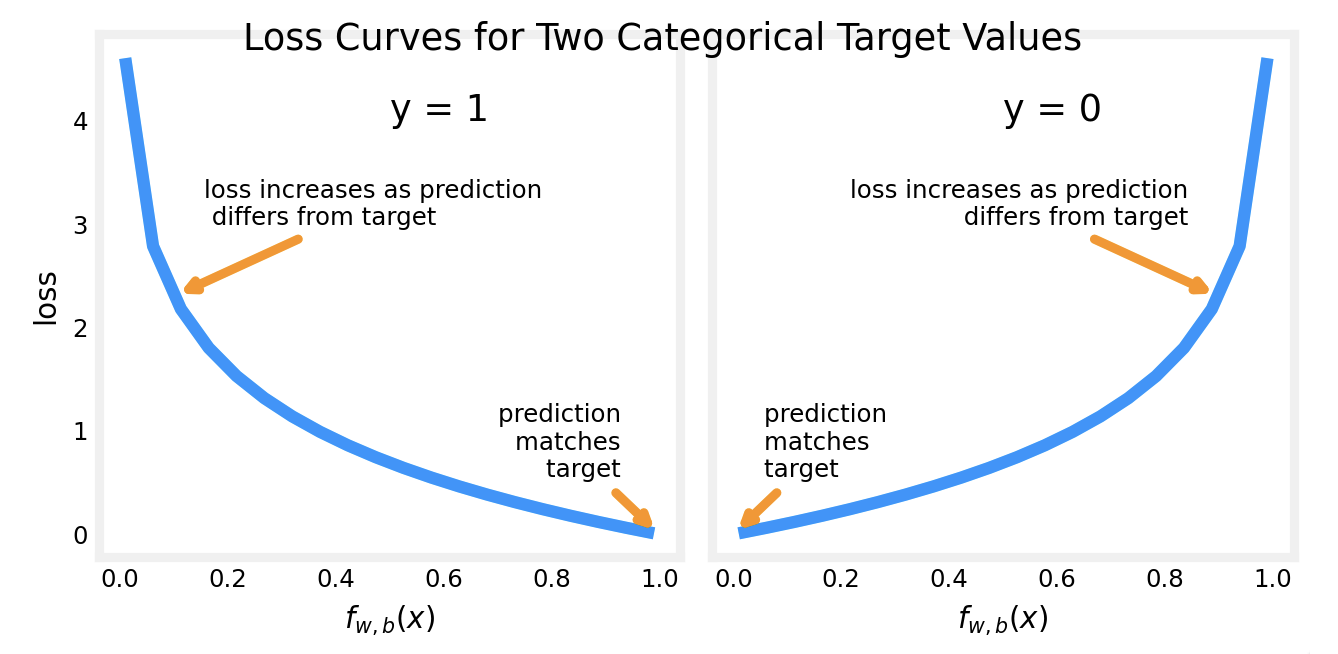 Loss Curves for Two Categorical Target Values
y = 1
loss increases as prediction
differs from target
prediction
matches
target
loss
4
3
2
1
0
0.0 0.2 0.4 0.6 0.8 1.0
f_{w,b}(x)
y = 0
loss increases as prediction
differs from target
prediction
matches
target
0.0 0.2 0.4 0.6 0.8 1.0
f_{w,b}(x)